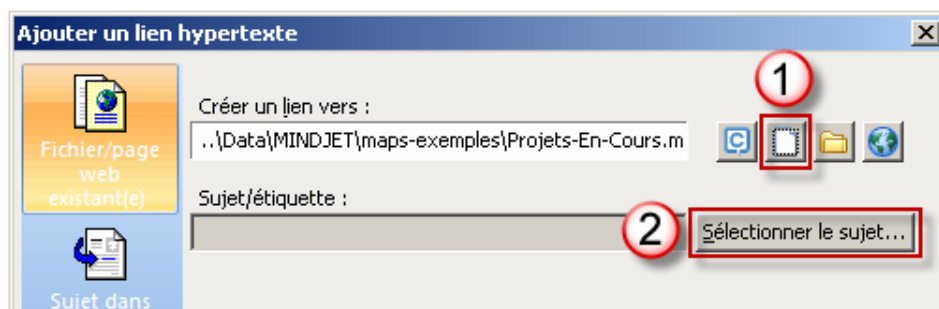 Ajouter un lien hypertexte
Fichier/page
web
existant(e)
Créer un lien vers :
..\Data\MINDJET\maps-exemples\Projets-En-Cours.m
1
Sujet/étiquette :
2
Sélectionner le sujet...
Sujet dans